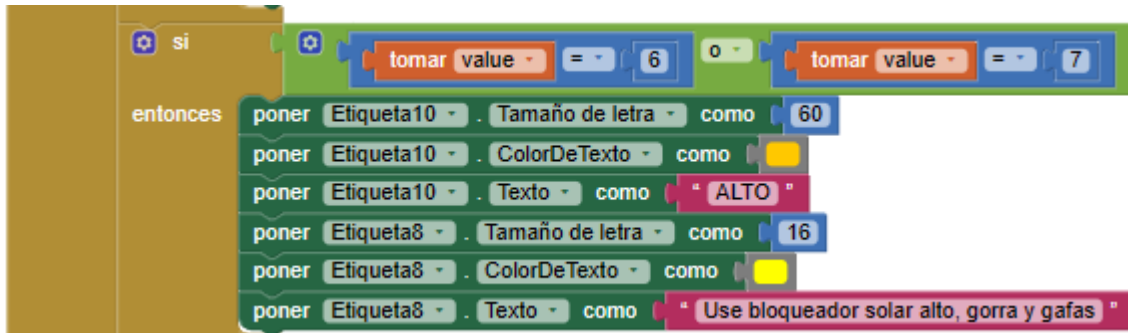 si tomar value = 6 o tomar value = 7
entonces poner Etiqueta10 . Tamaño de letra como 60
poner Etiqueta10 . ColorDeTexto como
poner Etiqueta10 . Texto como “ ALTO ”
poner Etiqueta8 . Tamaño de letra como 16
poner Etiqueta8 . ColorDeTexto como
poner Etiqueta8 . Texto como “ Use bloqueador solar alto, gorra y gafas ”